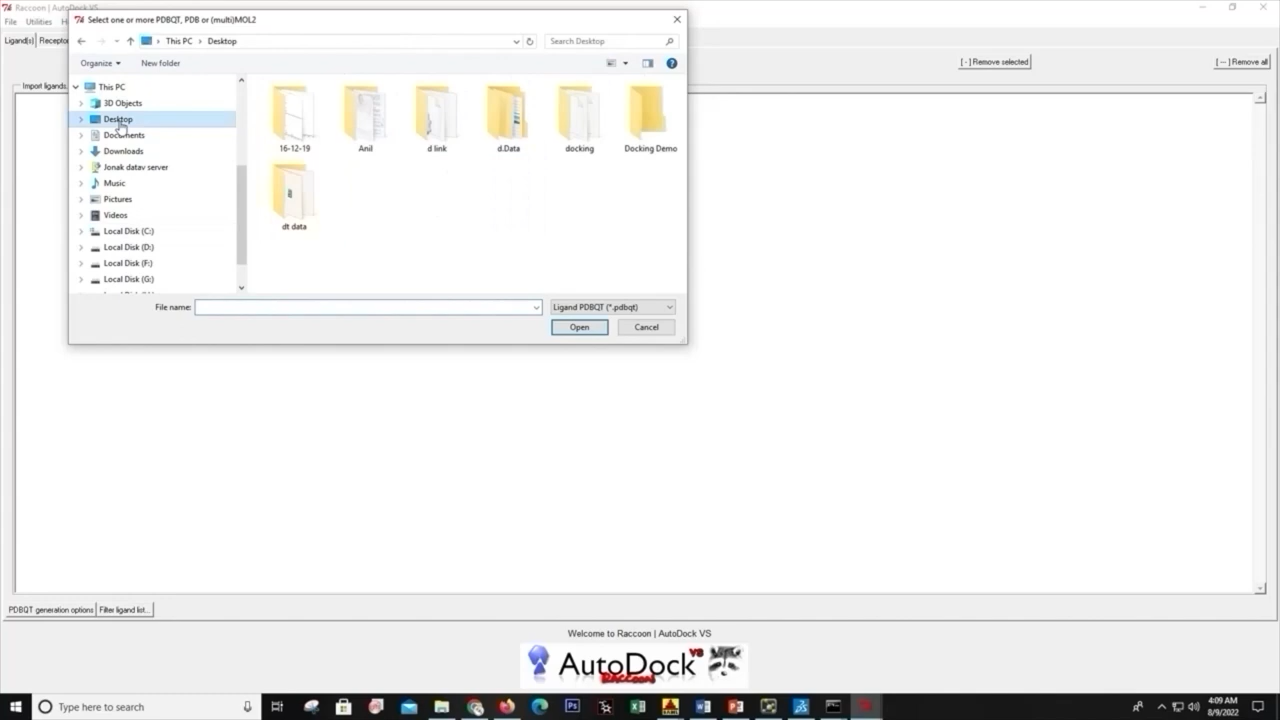 Raccoon | AutoDock VS
File Utilities
Ligand(s) Recepto
Import ligands
Select one or more PDBQT, PDB or (multi)MOL2
This PC > Desktop
Search Desktop
Organize
New folder
This PC
3D Objects
Desktop
Documents
Downloads
Jonak datav server
Music
Pictures
Videos
Local Disk (C:)
Local Disk (D:)
Local Disk (F:)
Local Disk (G:)
16-12-19
Anil
d link
d.Data
docking
Docking Demo
dt data
File name:
Ligand PDBQT (*.pdbqt)
Open
Cancel
[ - ] Remove selected
[ --- ] Remove all
PDBQT generation options
Filter ligand list...
Welcome to Raccoon | AutoDock VS
AutoDock VS
RACCOON
Type here to search
4:09 AM
8/9/2022